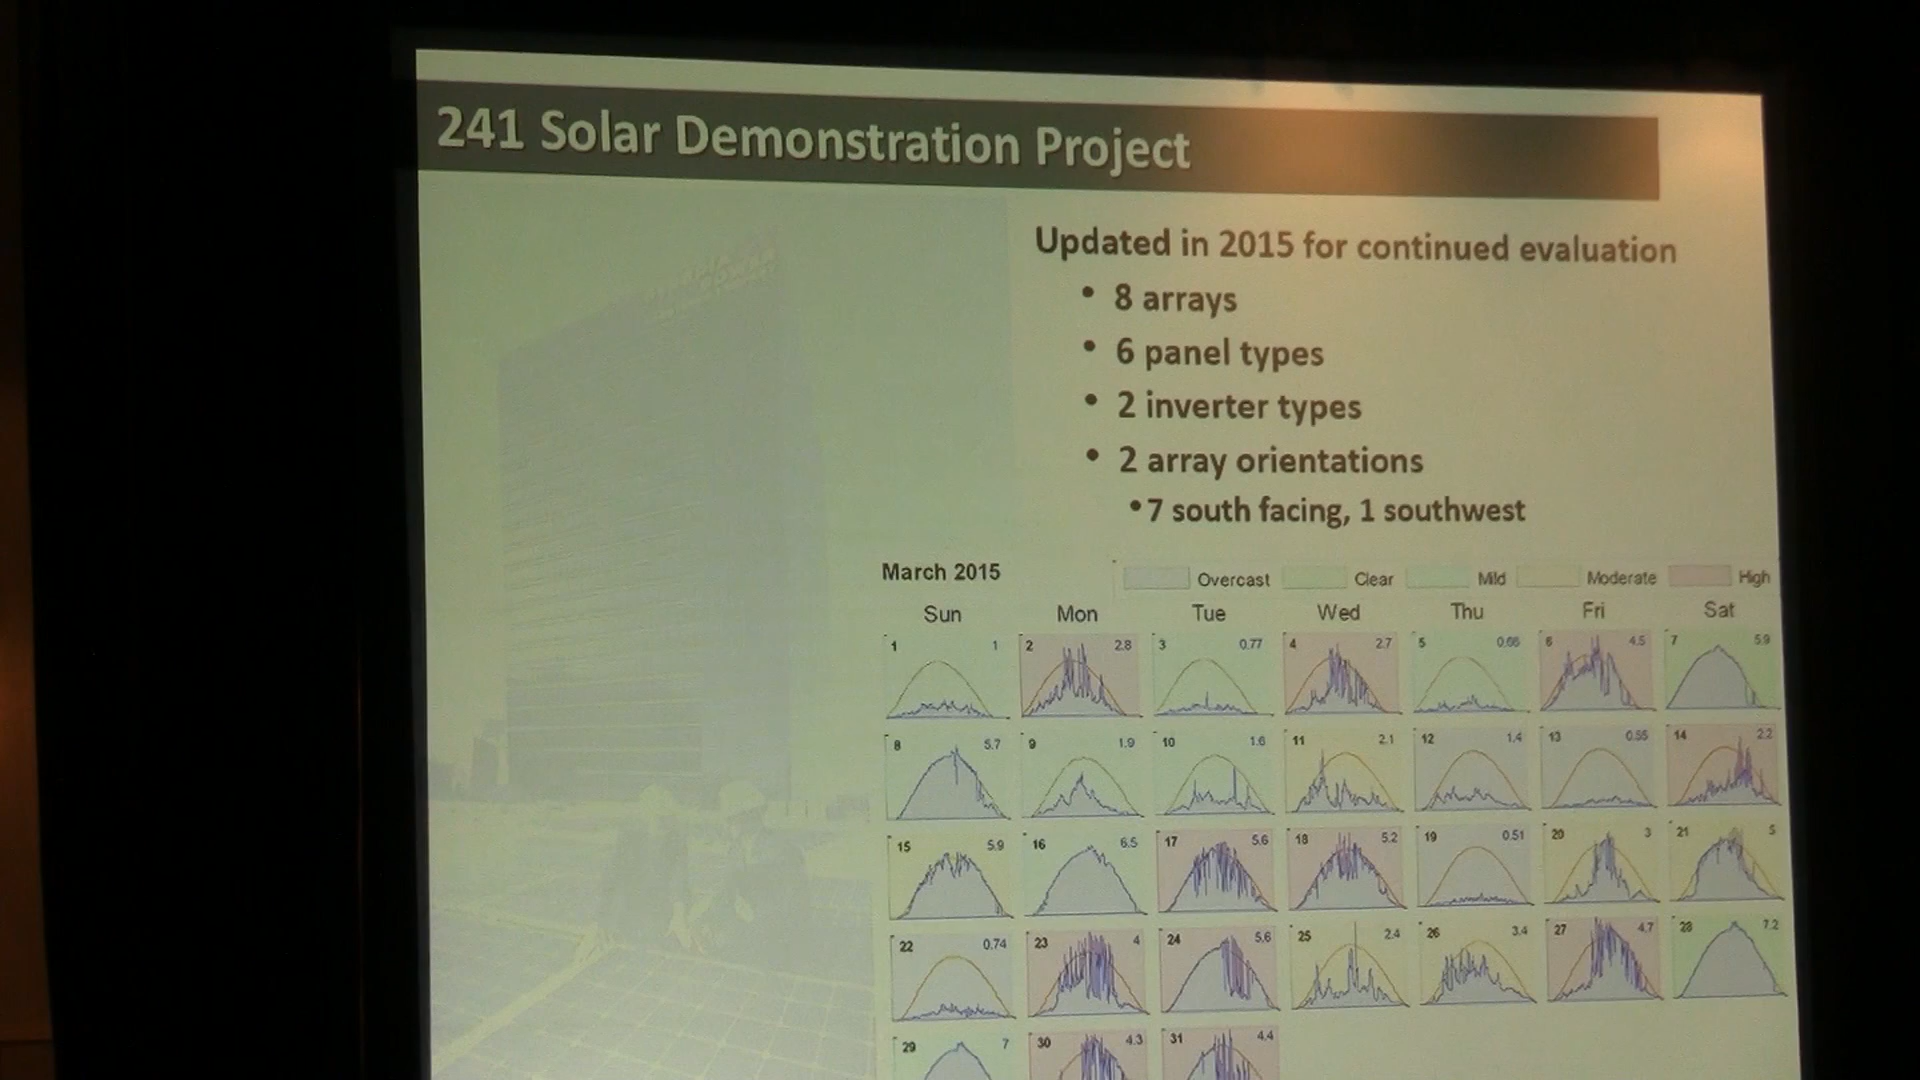 241 Solar Demonstration Project
Updated in 2015 for continued evaluation
• 8 arrays
• 6 panel types
• 2 inverter types
• 2 array orientations
• 7 south facing, 1 southwest
March 2015
Overcast Clear Mild Moderate High
Sun Mon Tue Wed Thu Fri Sat
1 1 2 2.8 3 0.77 4 2.7 5 0.66 6 4.5 7 5.9
8 5.7 9 1.9 10 1.6 11 2.1 12 1.4 13 0.55 14 2.2
15 5.9 16 6.5 17 5.6 18 5.2 19 0.51 20 3 21 5
22 0.74 23 4 24 5.6 25 2.4 26 3.4 27 4.7 28 7.2
29 7 30 4.3 31 4.4